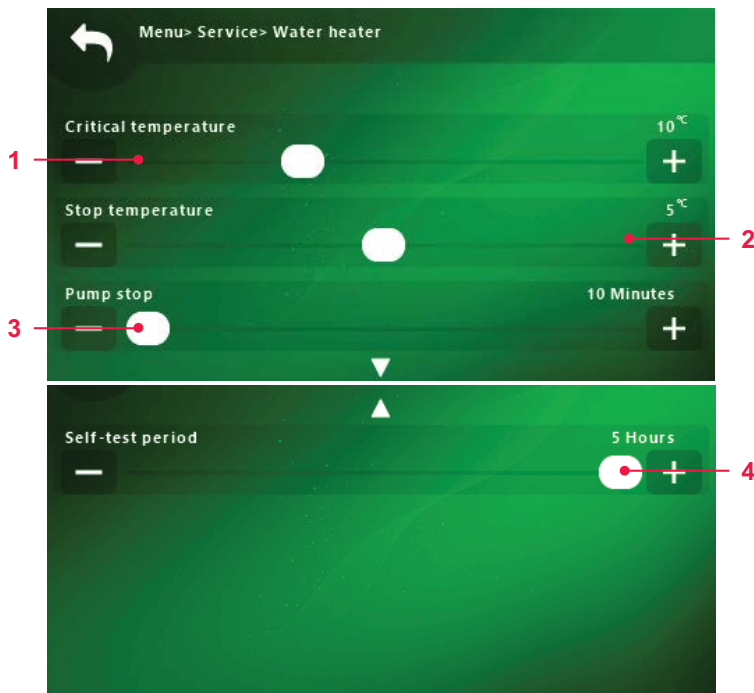 Menu> Service> Water heater
Critical temperature 10 ℃
1
Stop temperature 5 ℃
2
Pump stop 10 Minutes
3
Self-test period 5 Hours
4